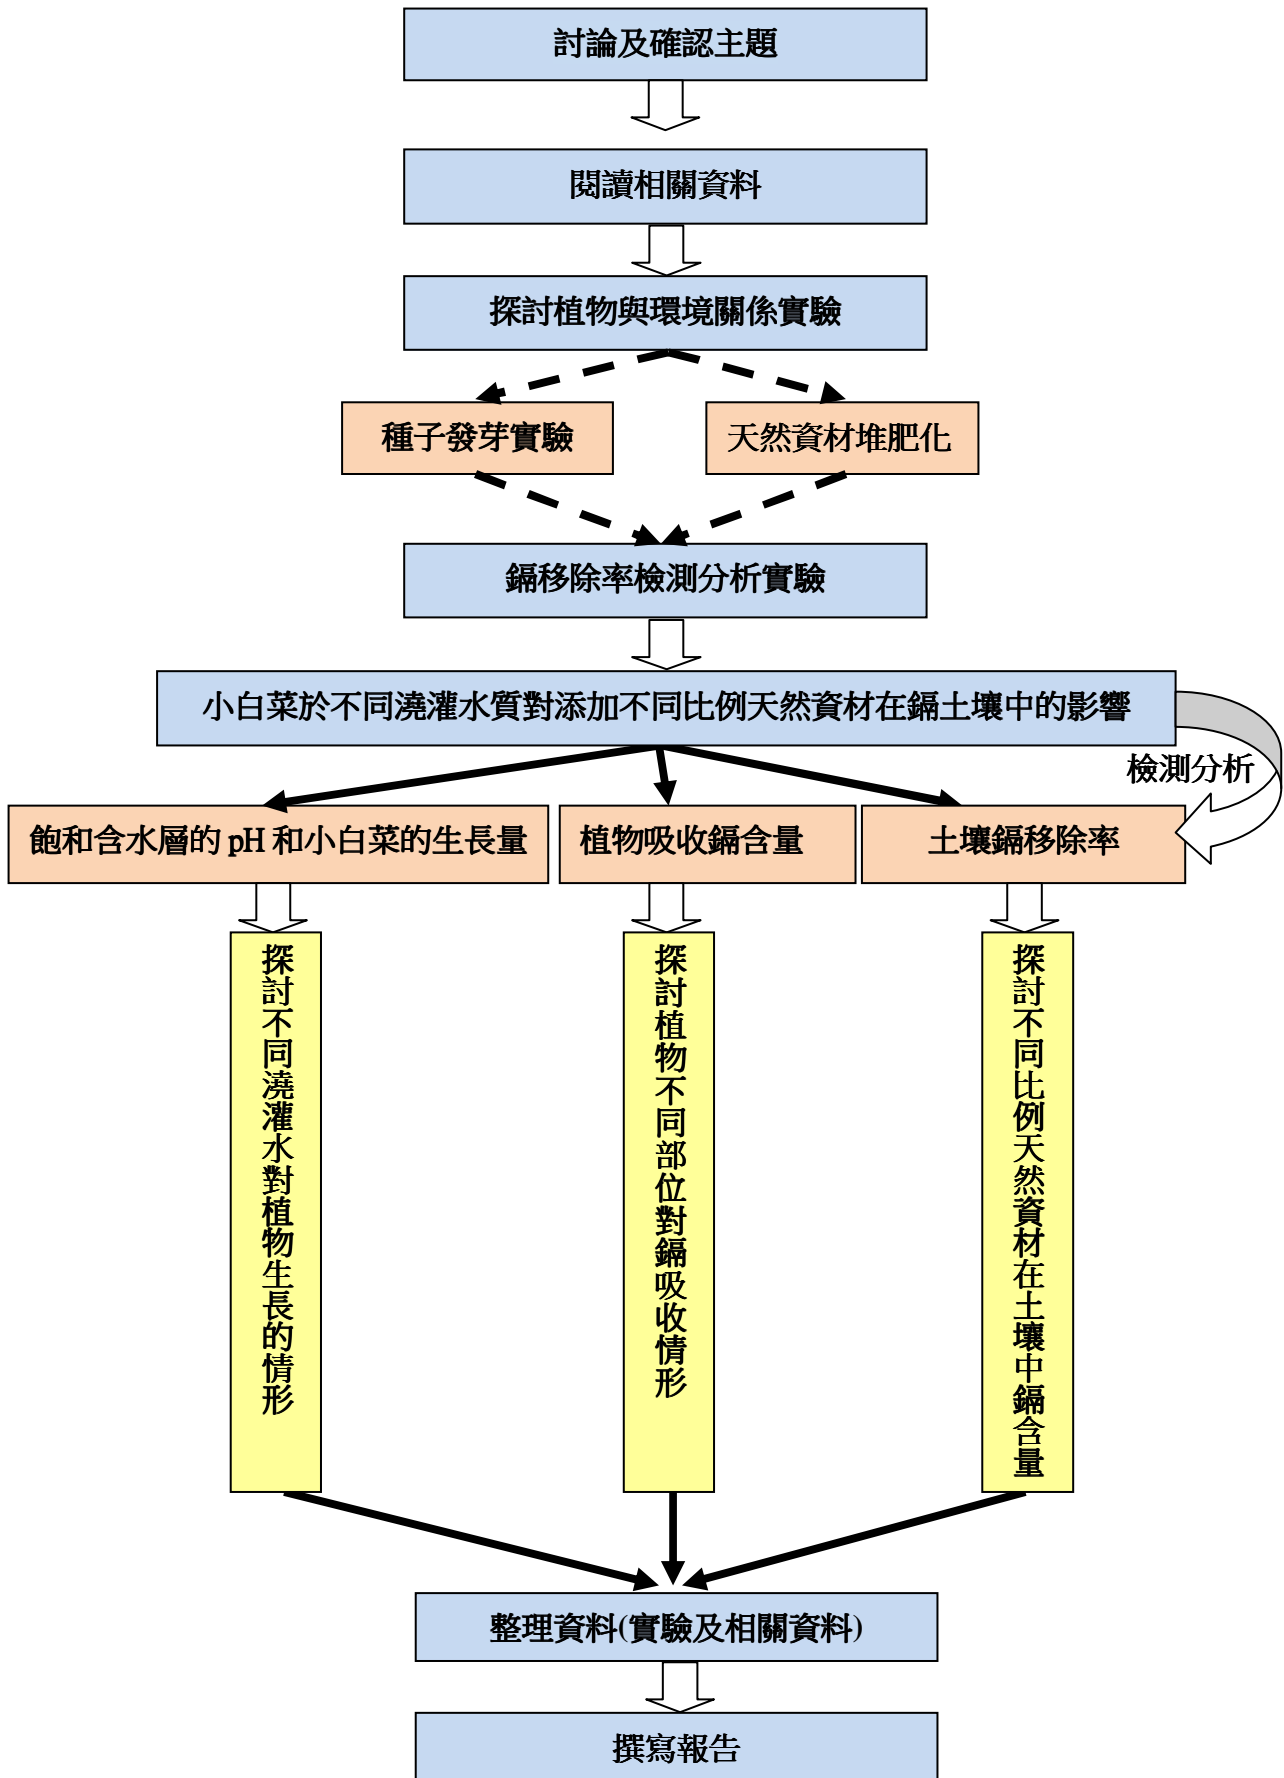 討論及確認主題
閱讀相關資料
探討植物與環境關係實驗
種子發芽實驗
天然資材堆肥化
鎘移除率檢測分析實驗
小白菜於不同澆灌水質對添加不同比例天然資材在鎘土壤中的影響
檢測分析
飽和含水層的 pH 和小白菜的生長量
植物吸收鎘含量
土壤鎘移除率
探討不同澆灌水對植物生長的情形
探討植物不同部位對鎘吸收情形
探討不同比例天然資材在土壤中鎘含量
整理資料(實驗及相關資料)
撰寫報告